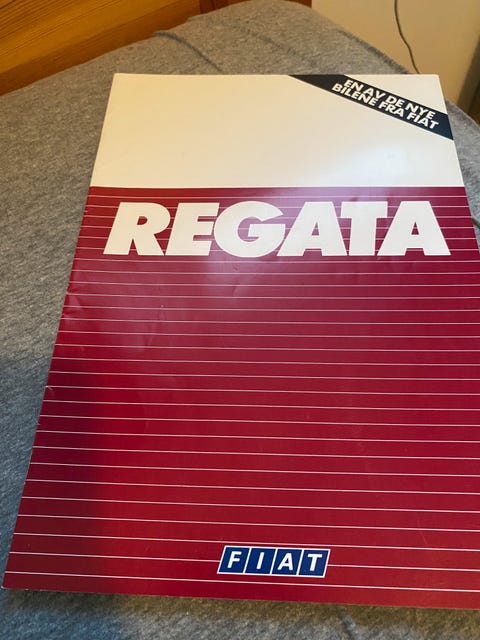 EN AV DE NYE
BILENE FRA FIAT
REGATA
FIAT